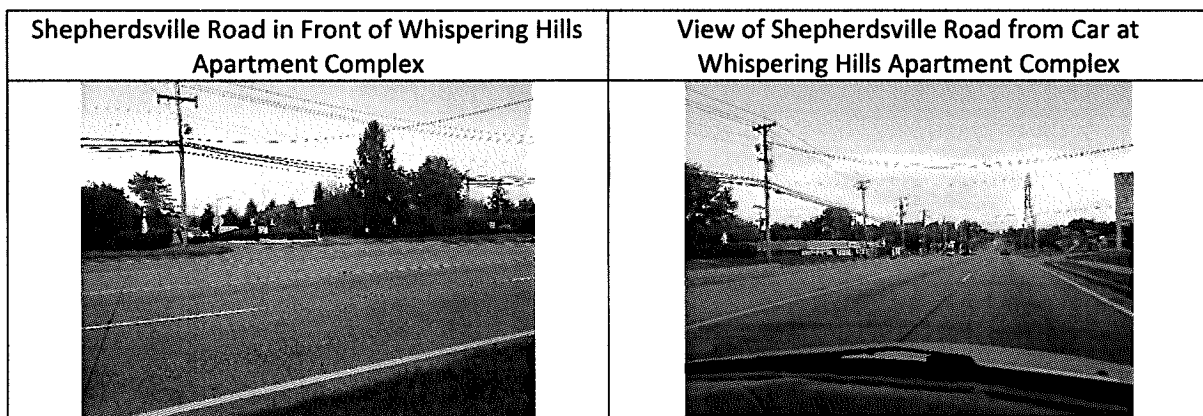 Shepherdsville Road in Front of Whispering Hills
Apartment Complex
View of Shepherdsville Road from Car at
Whispering Hills Apartment Complex